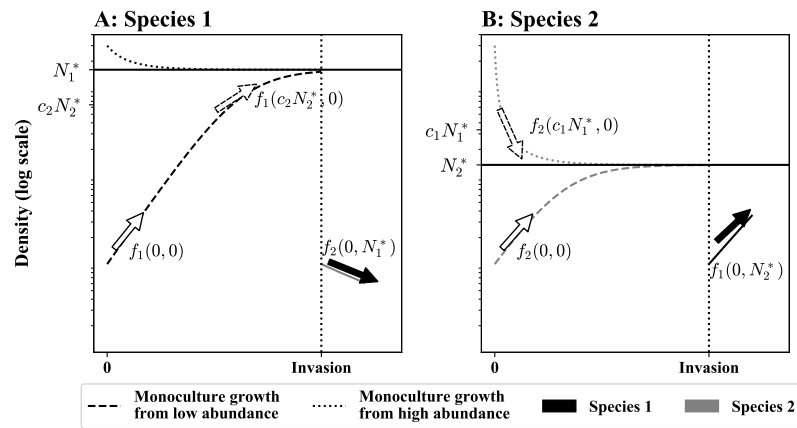 A: Species 1
B: Species 2
Density (log scale)
N₁*
c₂N₂*
f₁(c₂N₂*, 0)
f₁(0, 0)
f₂(0, N₁*)
0
Invasion
c₁N₁*
N₂*
f₂(c₁N₁*, 0)
f₂(0, 0)
f₁(0, N₂*)
0
Invasion
Monoculture growth
from low abundance
Monoculture growth
from high abundance
Species 1
Species 2